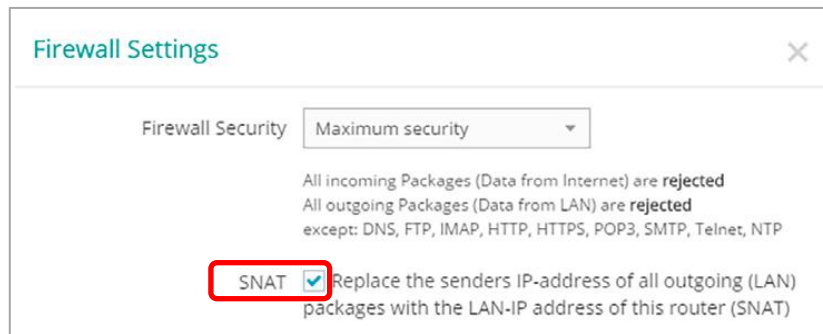 Firewall Settings
Firewall Security Maximum security
All incoming Packages (Data from Internet) are rejected
All outgoing Packages (Data from LAN) are rejected
except: DNS, FTP, IMAP, HTTP, HTTPS, POP3, SMTP, Telnet, NTP
SNAT Replace the senders IP-address of all outgoing (LAN)
packages with the LAN-IP address of this router (SNAT)